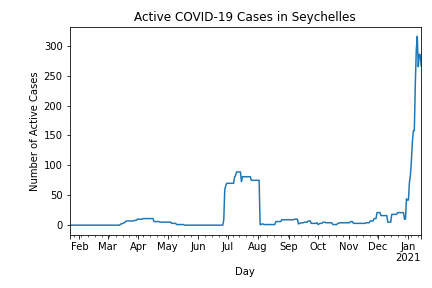 Active COVID-19 Cases in Seychelles
Number of Active Cases
300
250
200
150
100
50
0
Feb Mar Apr May Jun Jul Aug Sep Oct Nov Dec Jan
2021
Day